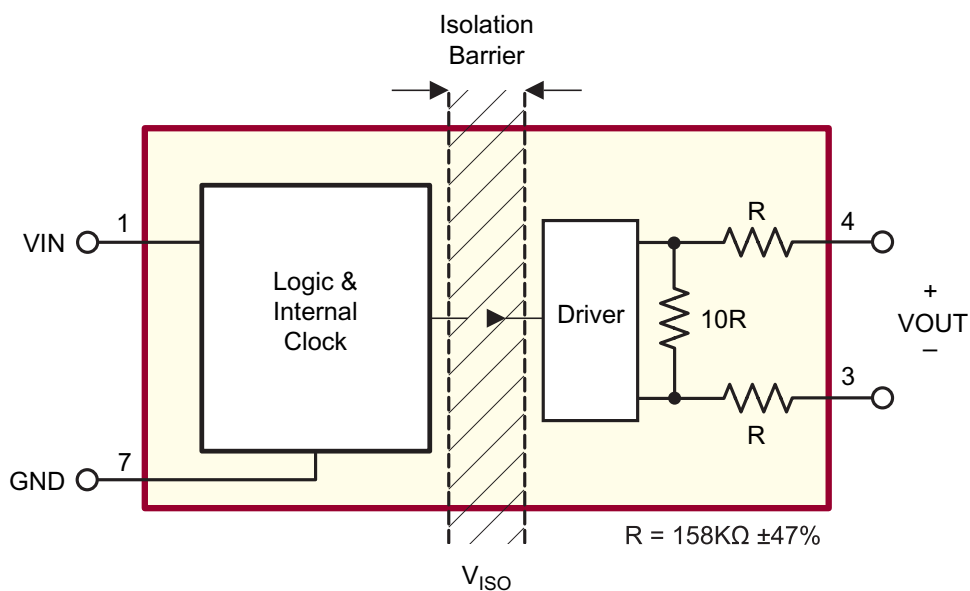 Isolation
Barrier
1
VIN
Logic &
Internal
Clock
Driver
R
10R
R
4
+
VOUT
–
3
7
GND
R = 158KΩ ±47%
VISO